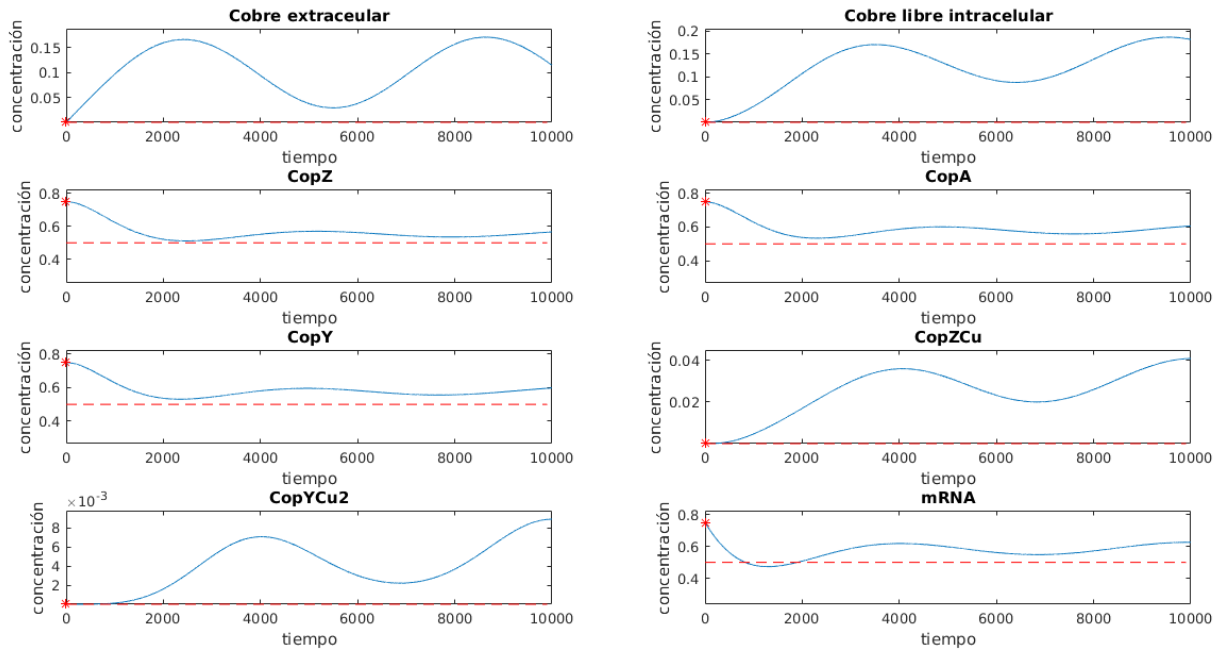 Cobre extraceular
concentración
0.15
0.1
0.05
0 2000 4000 6000 8000 10000
tiempo
Cobre libre intracelular
concentración
0.2
0.15
0.1
0.05
0 2000 4000 6000 8000 10000
tiempo
CopZ
concentración
0.8
0.6
0.4
0 2000 4000 6000 8000 10000
tiempo
CopA
concentración
0.8
0.6
0.4
0 2000 4000 6000 8000 10000
tiempo
CopY
concentración
0.8
0.6
0.4
0 2000 4000 6000 8000 10000
tiempo
CopZCu
concentración
0.04
0.02
0 2000 4000 6000 8000 10000
tiempo
CopYCu2
×10⁻³
concentración
8
6
4
2
0 2000 4000 6000 8000 10000
tiempo
mRNA
concentración
0.8
0.6
0.4
0 2000 4000 6000 8000 10000
tiempo